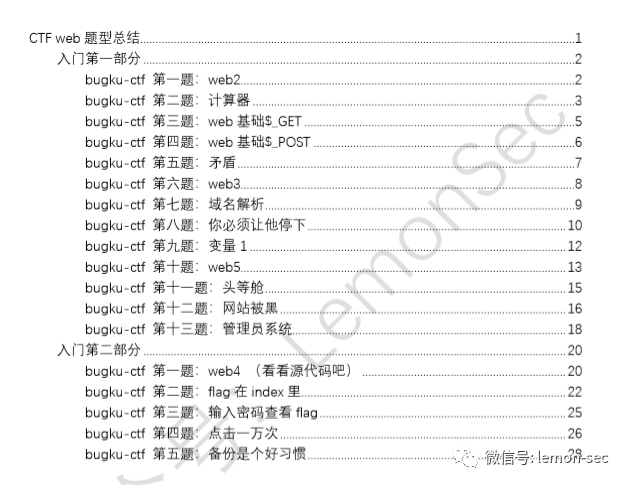 CTF web 题型总结 1
入门第一部分 2
bugku-ctf 第一题：web2 2
bugku-ctf 第二题：计算器 3
bugku-ctf 第三题：web 基础$_GET 5
bugku-ctf 第四题：web 基础$_POST 6
bugku-ctf 第五题：矛盾 7
bugku-ctf 第六题：web3 8
bugku-ctf 第七题：域名解析 9
bugku-ctf 第八题：你必须让他停下 10
bugku-ctf 第九题：变量 1 12
bugku-ctf 第十题：web5 13
bugku-ctf 第十一题：头等舱 15
bugku-ctf 第十二题：网站被黑 16
bugku-ctf 第十三题：管理员系统 18
入门第二部分 20
bugku-ctf 第一题：web4 （看看源代码吧） 20
bugku-ctf 第二题：flag 在 index 里 22
bugku-ctf 第三题：输入密码查看 flag 25
bugku-ctf 第四题：点击一万次 26
bugku-ctf 第五题：备份是个好习惯 28
微信号: lemon-sec
号：LemonSec